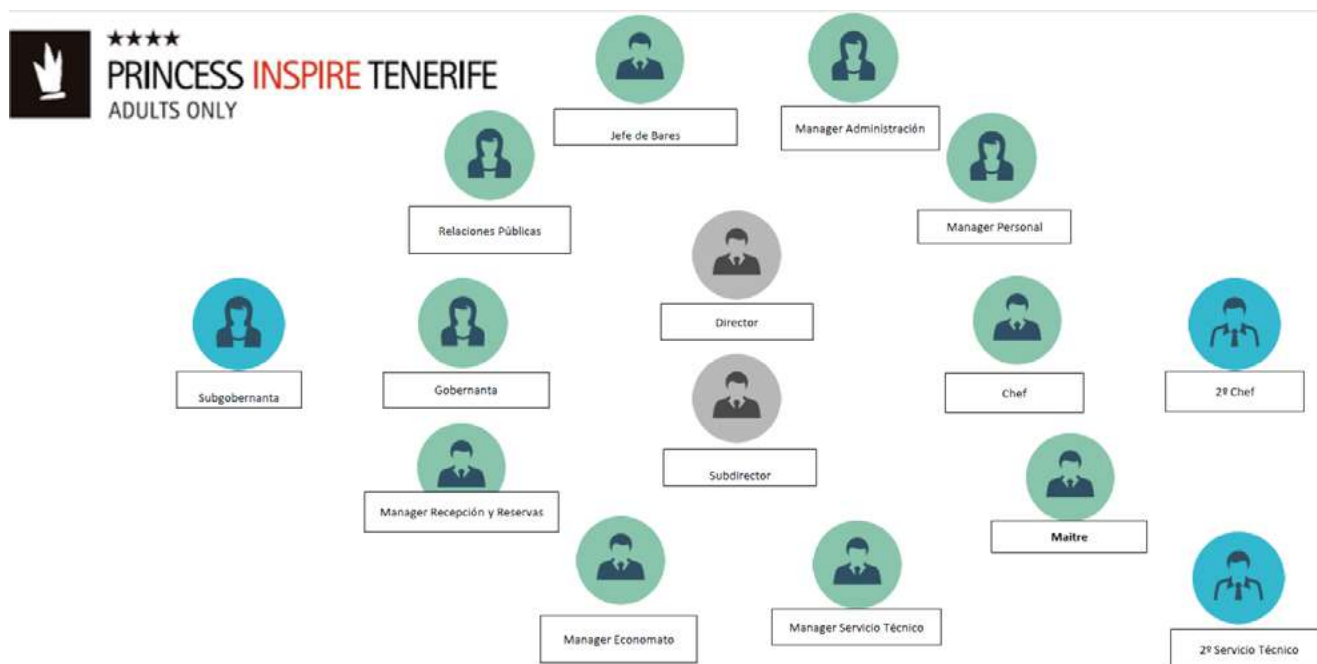 ★★★★
PRINCESS INSPIRE TENERIFE
ADULTS ONLY
Jefe de Bares
Manager Administración
Relaciones Públicas
Manager Personal
Director
Subgobernanta
Gobernanta
Chef
2º Chef
Subdirector
Manager Recepción y Reservas
Maitre
Manager Economato
Manager Servicio Técnico
2º Servicio Técnico